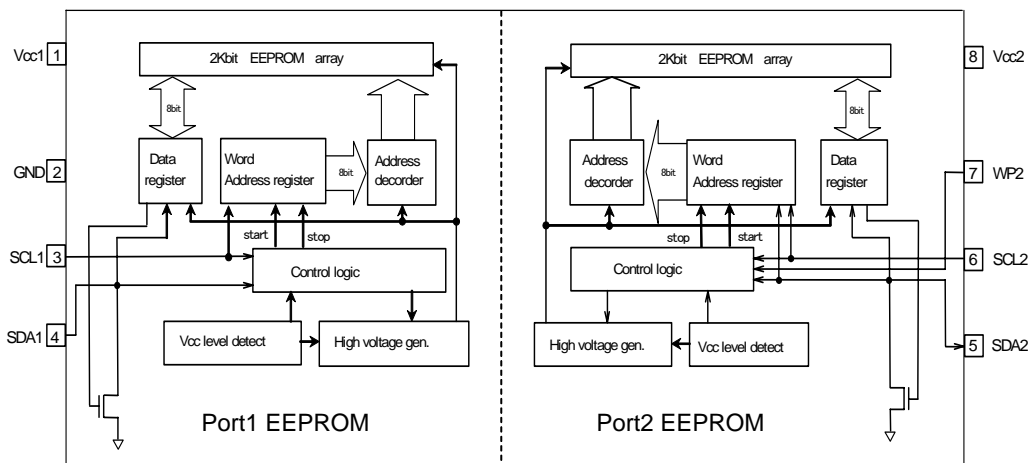 Vcc1 1
2Kbit EEPROM array
2Kbit EEPROM array
8 Vcc2
8bit
8bit
GND 2
Data
register
Word
Address register
8bit
Address
decorder
Address
decorder
8bit
Word
Address register
Data
register
7 WP2
start
stop
stop
start
SCL1 3
Control logic
Control logic
6 SCL2
SDA1 4
Vcc level detect
High voltage gen.
High voltage gen.
Vcc level detect
5 SDA2
Port1 EEPROM
Port2 EEPROM